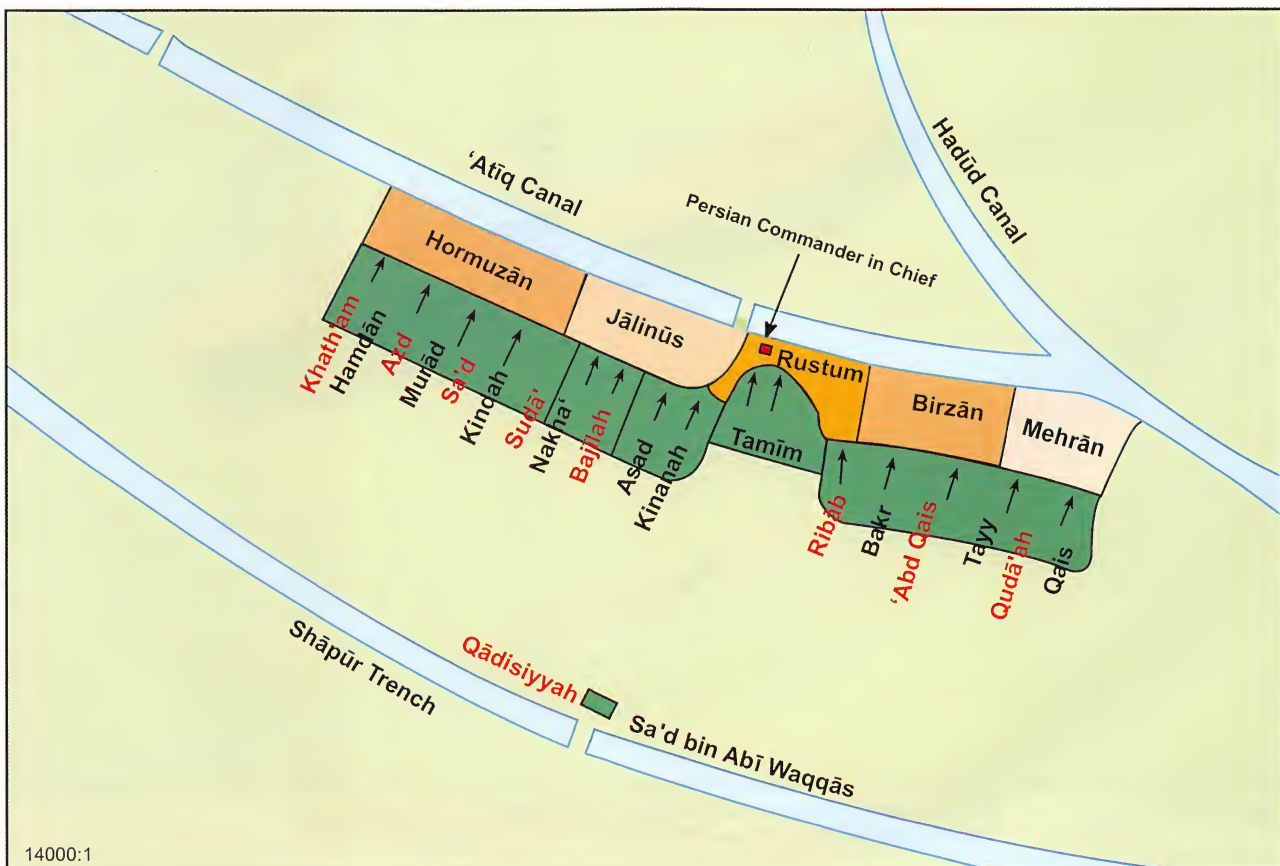 Hadūd Canal
‘Atīq Canal
Persian Commander in Chief
Hormuzān
Jālinūs
Rustum
Birzān
Mehrān
Khath'am
Hamdān
Azd
Murād
Sa'd
Kindah
Sudā'
Nakha‘
Bajīlah
Asad
Kinanah
Tamīm
Ribāb
Bakr
‘Abd Qais
Tayy
Qudā'ah
Qais
Qādisiyyah
Shāpūr Trench
Sa'd bin Abī Waqqās
14000:1